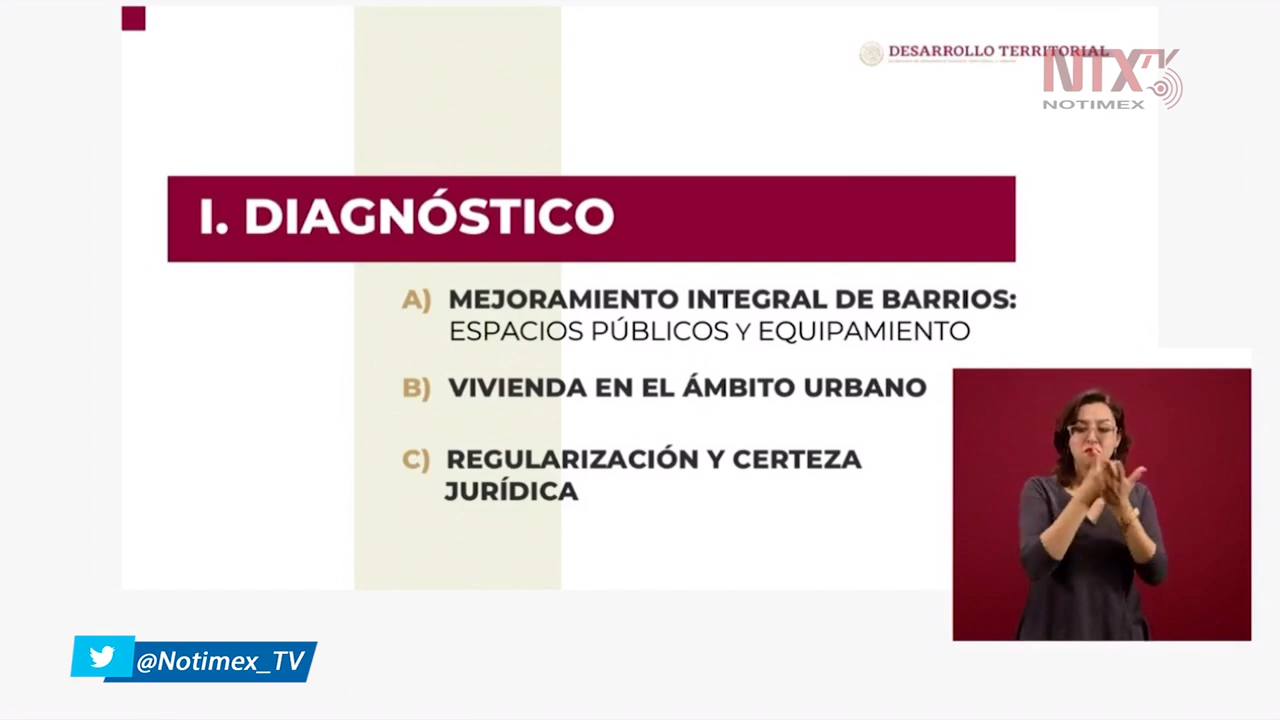 DESARROLLO TERRITORIAL
NTX
NOTIMEX
I. DIAGNÓSTICO
A) MEJORAMIENTO INTEGRAL DE BARRIOS:
ESPACIOS PÚBLICOS Y EQUIPAMIENTO
B) VIVIENDA EN EL ÁMBITO URBANO
C) REGULARIZACIÓN Y CERTEZA
JURÍDICA
@Notimex_TV